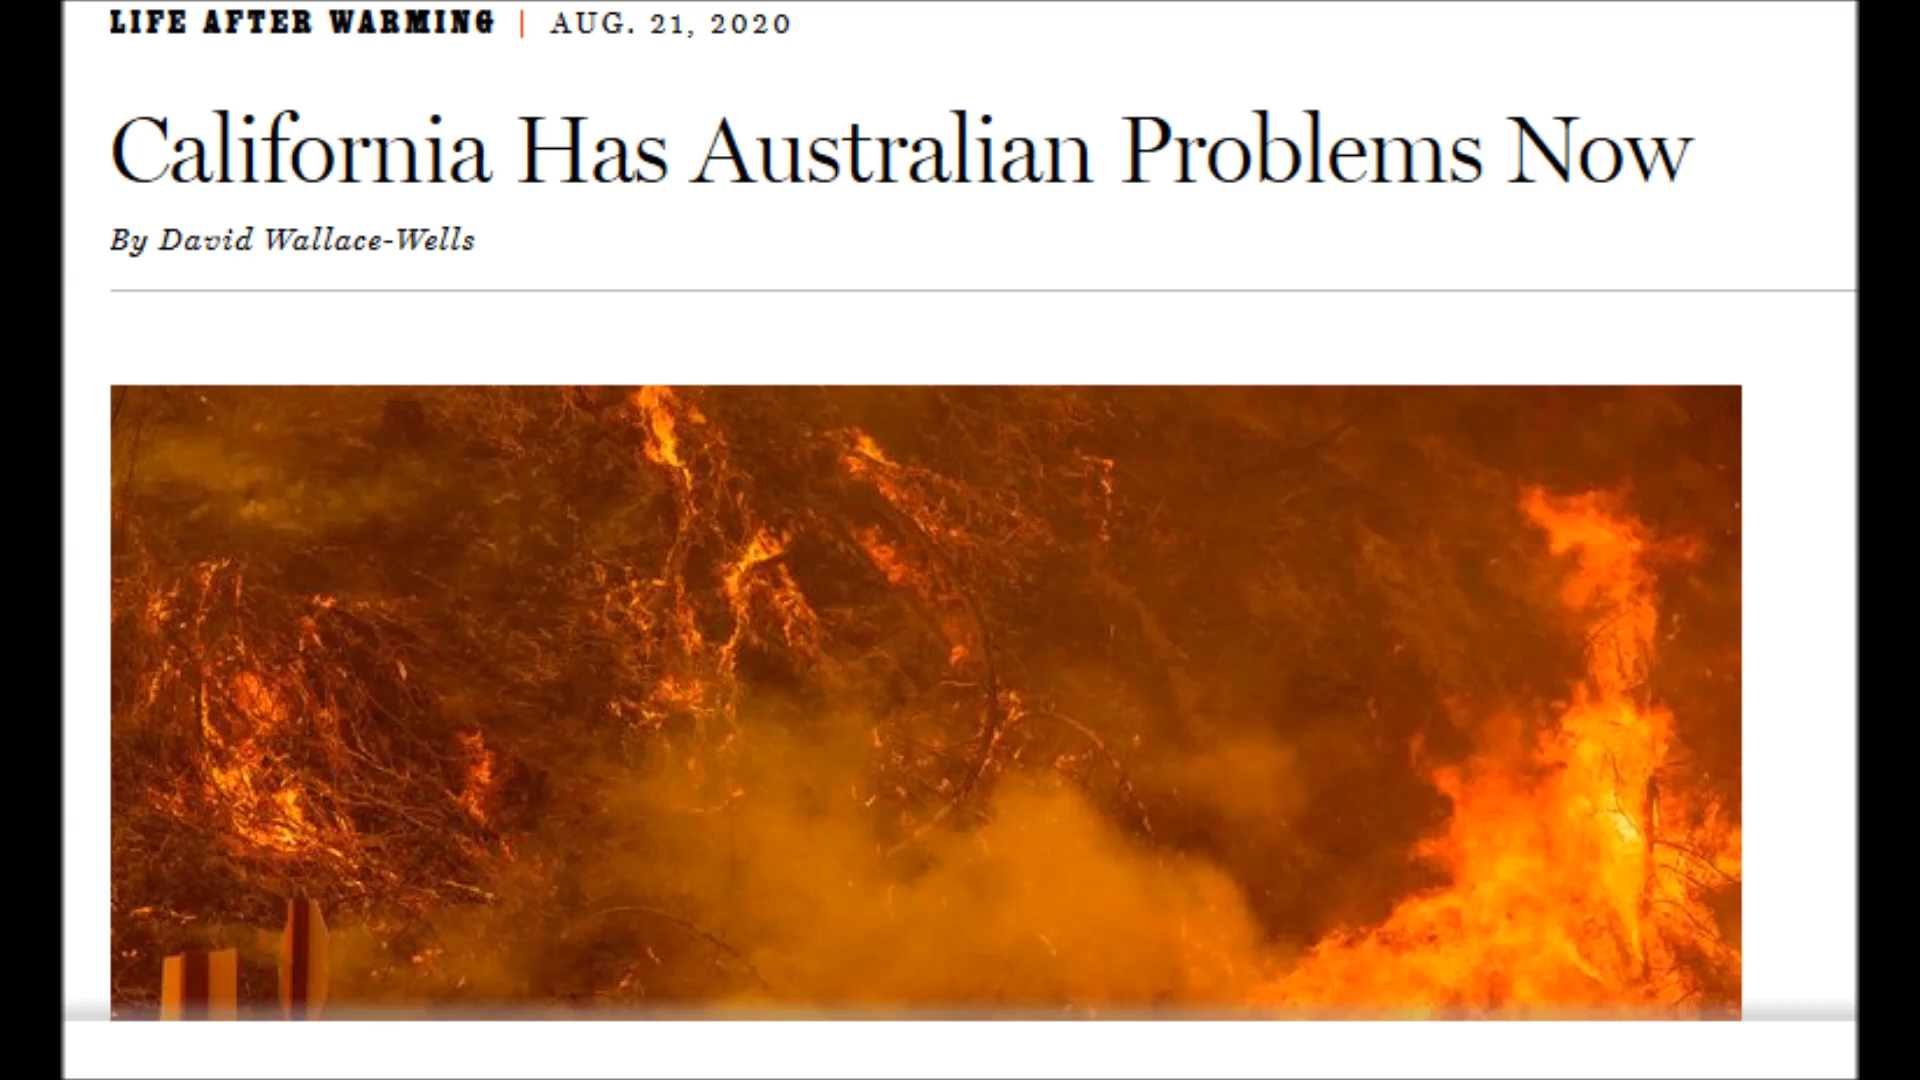 LIFE AFTER WARMING | AUG. 21, 2020
California Has Australian Problems Now
By David Wallace-Wells